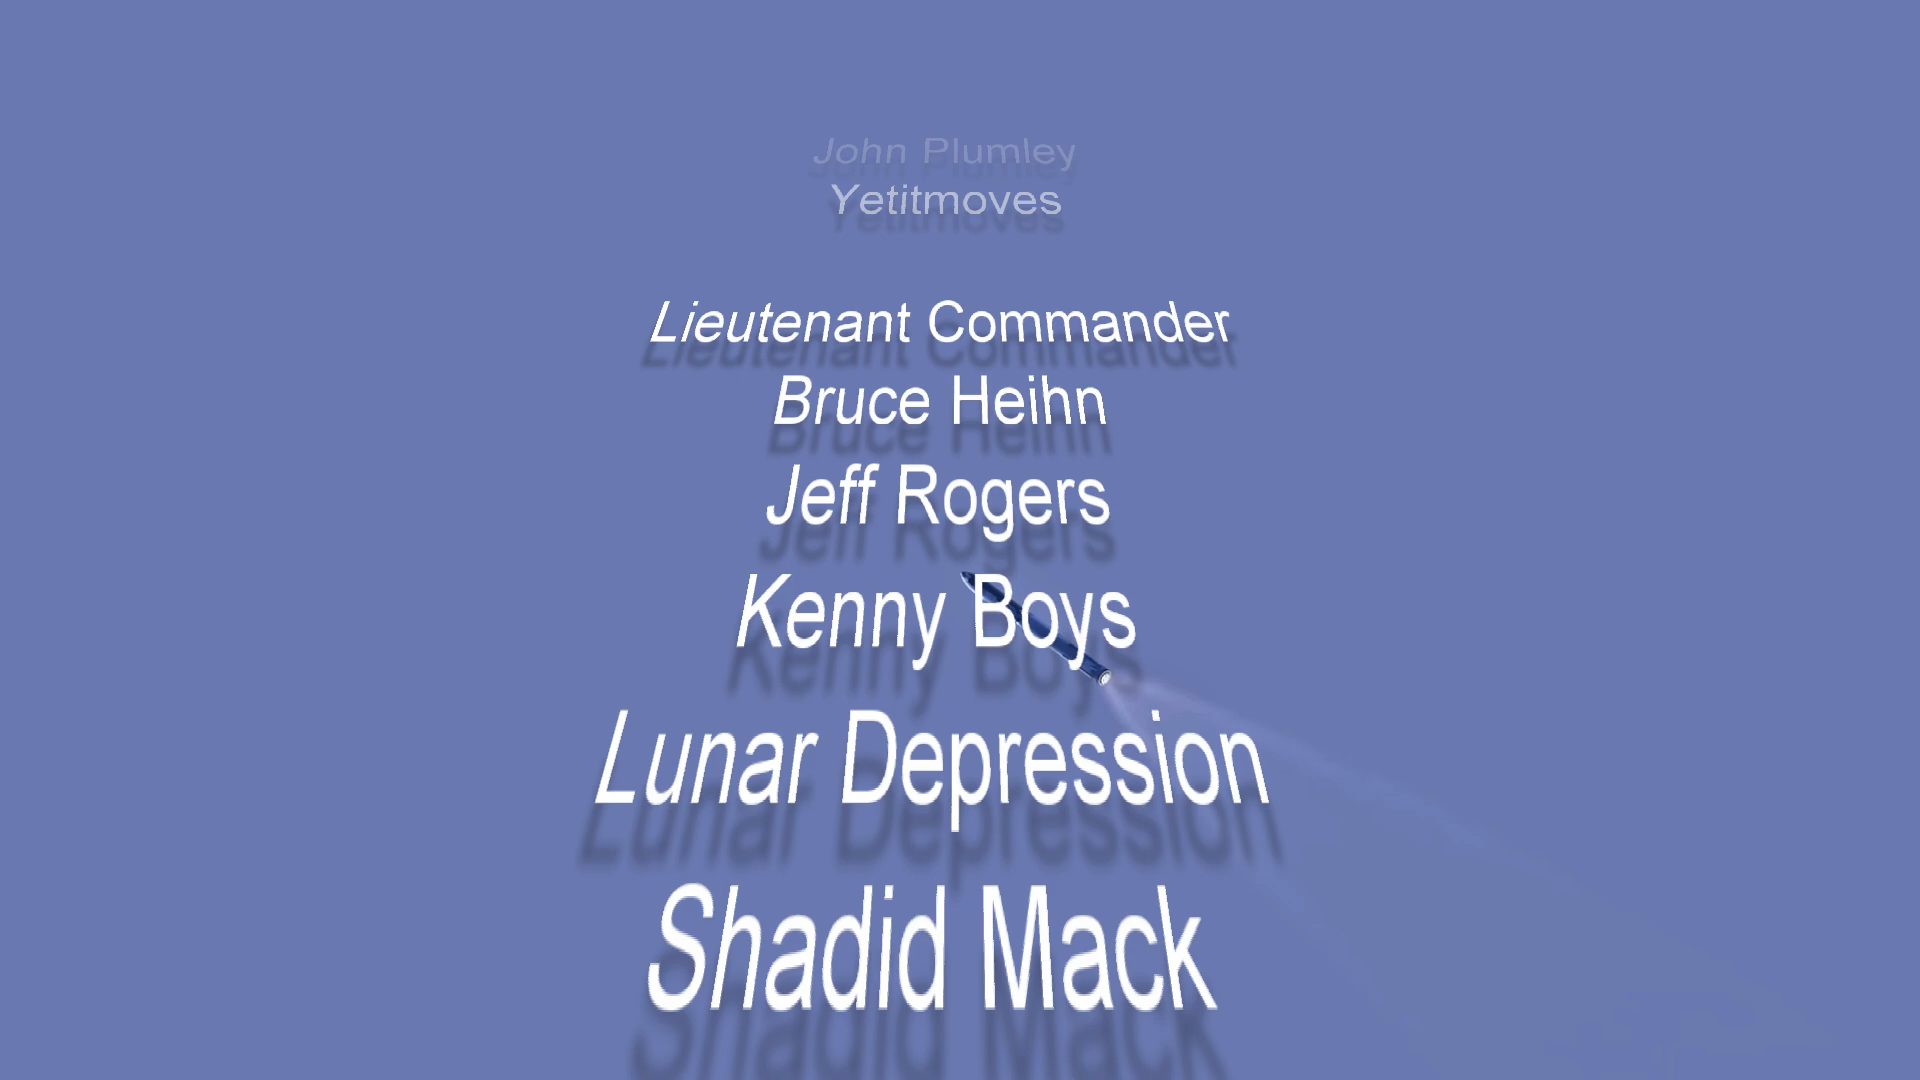 John Plumley
Yetitmoves
Lieutenant Commander
Bruce Heihn
Jeff Rogers
Kenny Boys
Lunar Depression
Shadid Mack